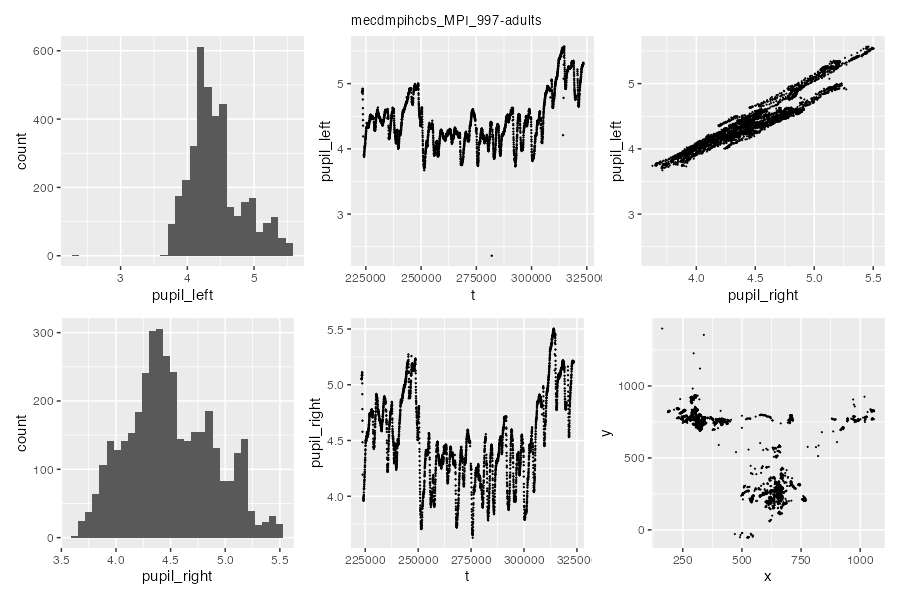 mecdmpihcbs_MPI_997-adults
600
400
200
0
3 4 5
count
pupil_left
5
4
3
225000 250000 275000 300000 32500
pupil_left
t
5
4
3
4.0 4.5 5.0 5.5
pupil_left
pupil_right
300
200
100
0
3.5 4.0 4.5 5.0 5.5
count
pupil_right
5.5
5.0
4.5
4.0
225000 250000 275000 300000 325000
pupil_right
t
1000
500
0
250 500 750 1000
y
x